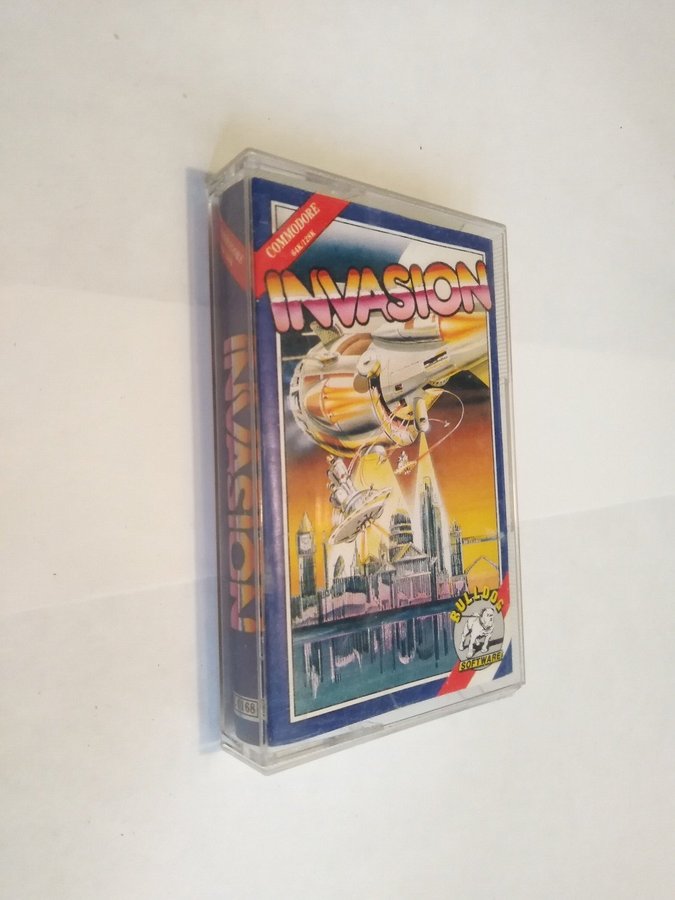 COMMODORE
64K/128K
INVASION
BULLDOG
SOFTWARE
INVASION